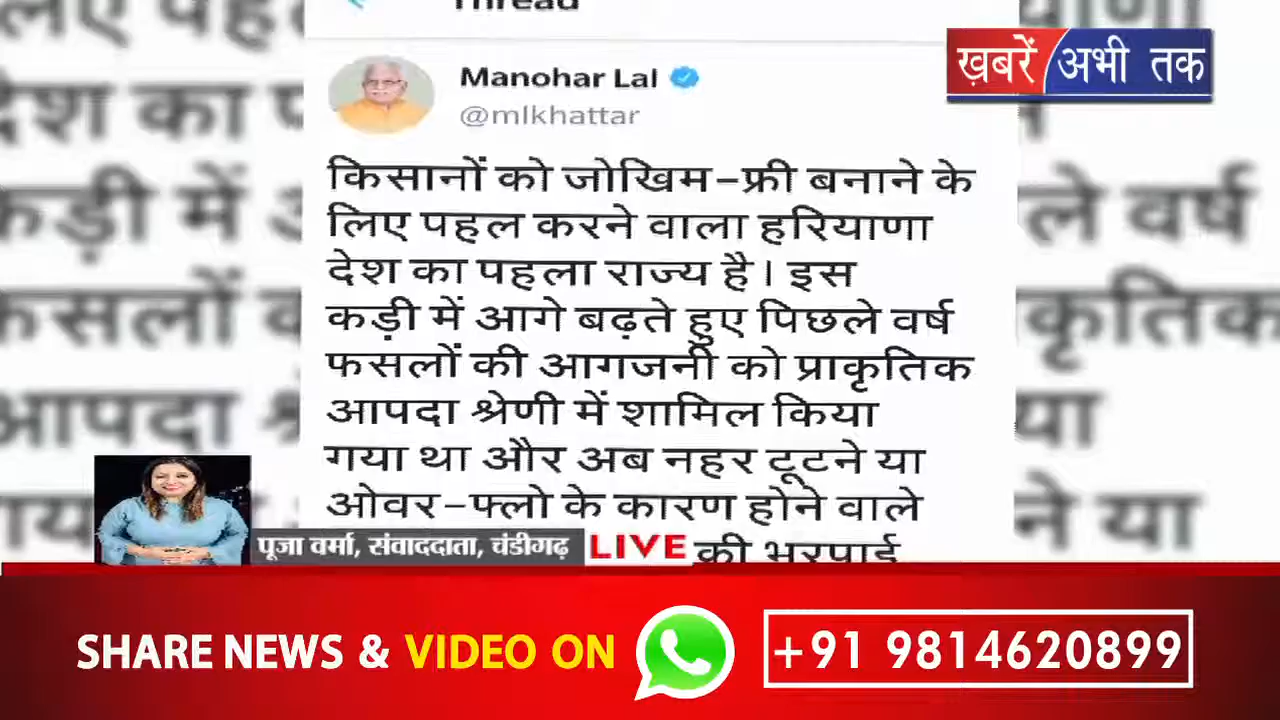 Thread
ख़बरें अभी तक
Manohar Lal
@mlkhattar
किसानों को जोखिम-फ्री बनाने के
लिए पहल करने वाला हरियाणा
देश का पहला राज्य है। इस
कड़ी में आगे बढ़ते हुए पिछले वर्ष
फसलों की आगजनी को प्राकृतिक
आपदा श्रेणी में शामिल किया
गया था और अब नहर टूटने या
ओवर-फ्लो के कारण होने वाले
की भरपाई
पूजा वर्मा, संवाददाता, चंडीगढ़
LIVE
SHARE NEWS & VIDEO ON
+91 9814620899